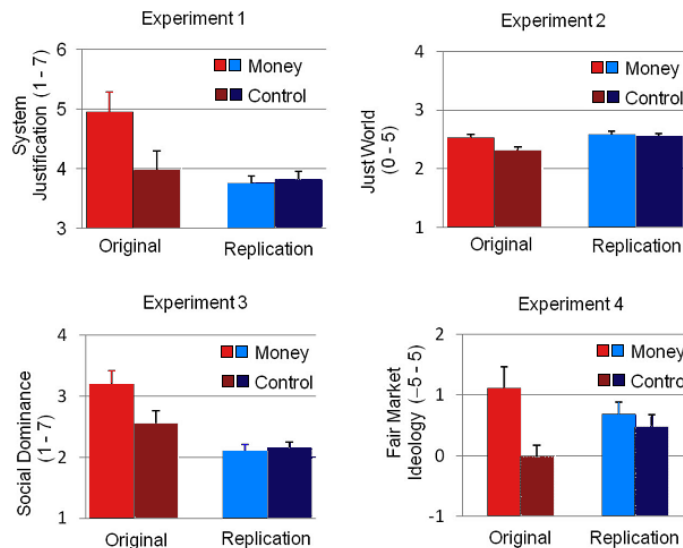 Experiment 1
System
Justification (1 - 7)
6
5
4
3
Money
Control
Original
Replication
Experiment 2
Just World
(0 - 5)
4
3
2
1
Money
Control
Original
Replication
Experiment 3
Social Dominance
(1 - 7)
4
3
2
1
Money
Control
Original
Replication
Experiment 4
Fair Market
Ideology (–5 - 5)
2
1
0
-1
Money
Control
Original
Replication